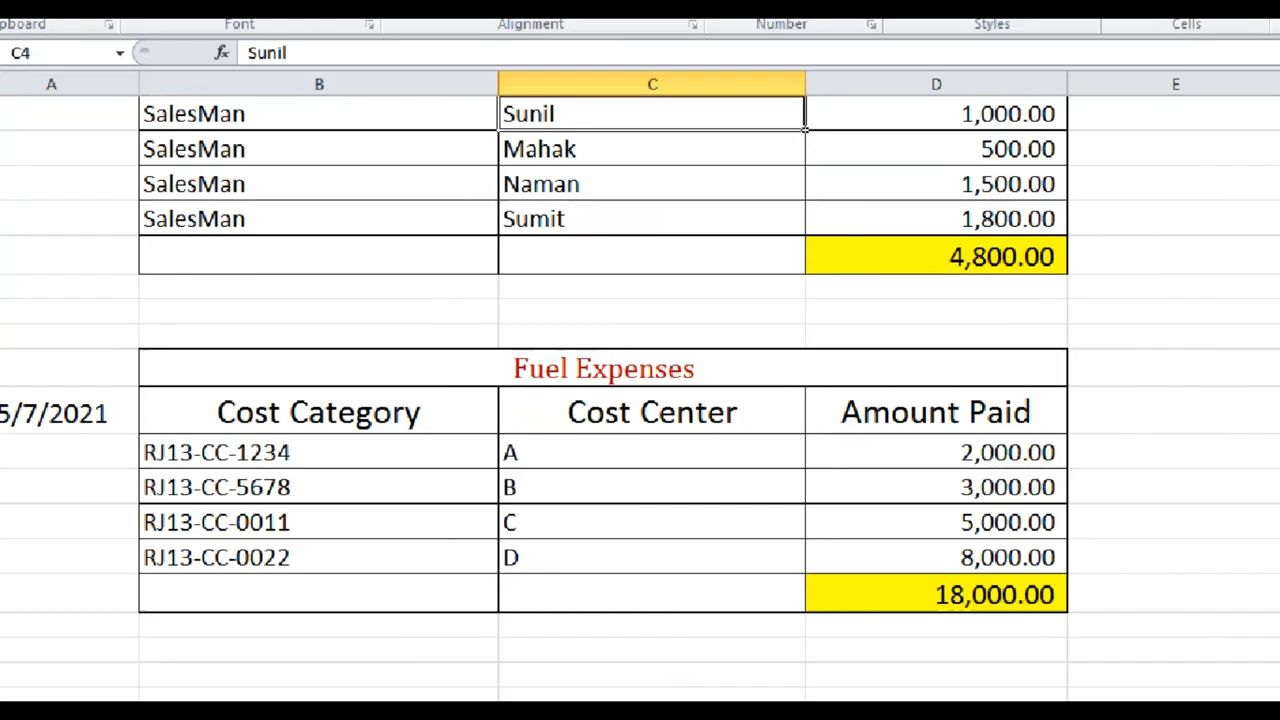 pboard Font Alignment Number Styles Cells
C4 fx Sunil
A B C D E
SalesMan Sunil 1,000.00
SalesMan Mahak 500.00
SalesMan Naman 1,500.00
SalesMan Sumit 1,800.00
4,800.00
Fuel Expenses
5/7/2021 Cost Category Cost Center Amount Paid
RJ13-CC-1234 A 2,000.00
RJ13-CC-5678 B 3,000.00
RJ13-CC-0011 C 5,000.00
RJ13-CC-0022 D 8,000.00
18,000.00